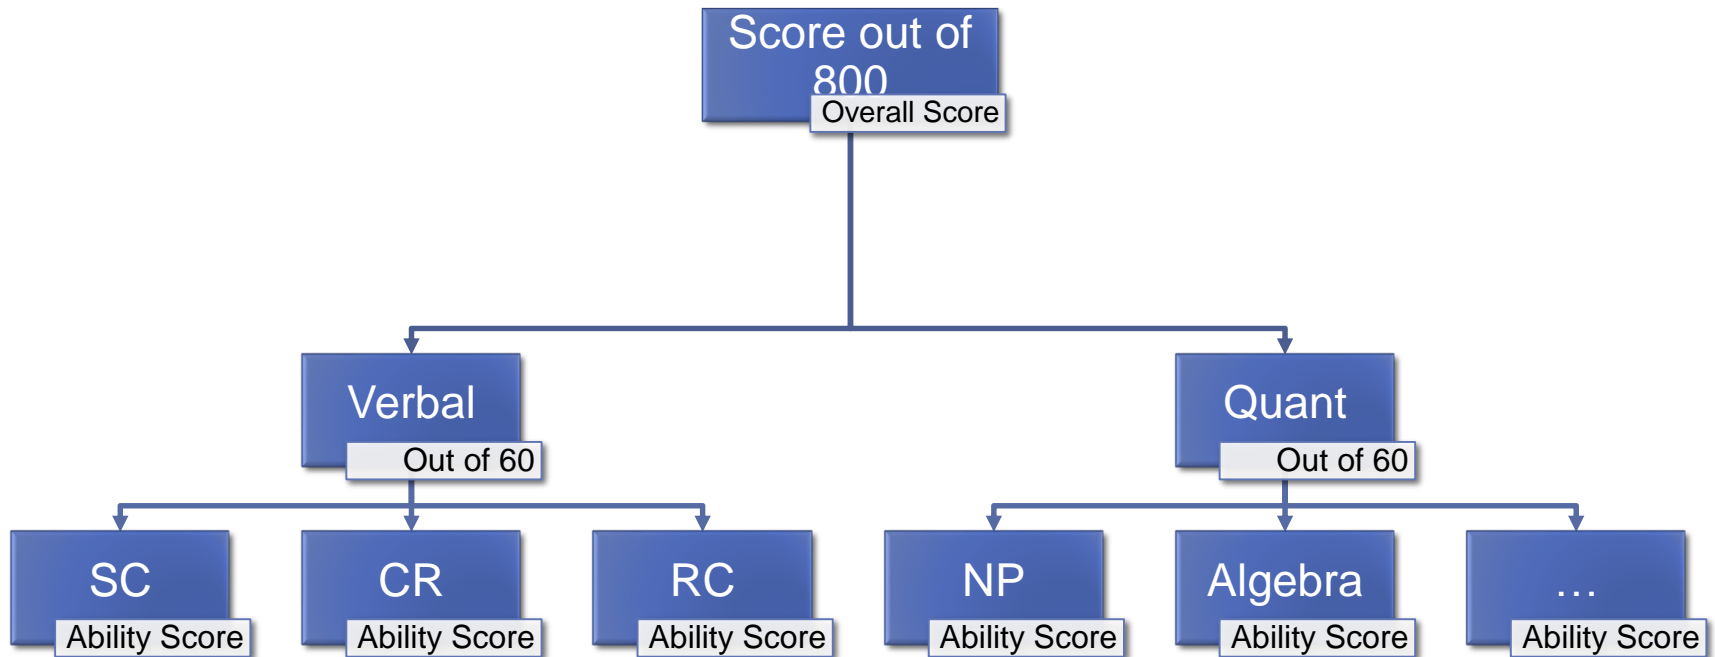 Score out of
800
Overall Score
Verbal
Out of 60
Quant
Out of 60
SC
Ability Score
CR
Ability Score
RC
Ability Score
NP
Ability Score
Algebra
Ability Score
…
Ability Score